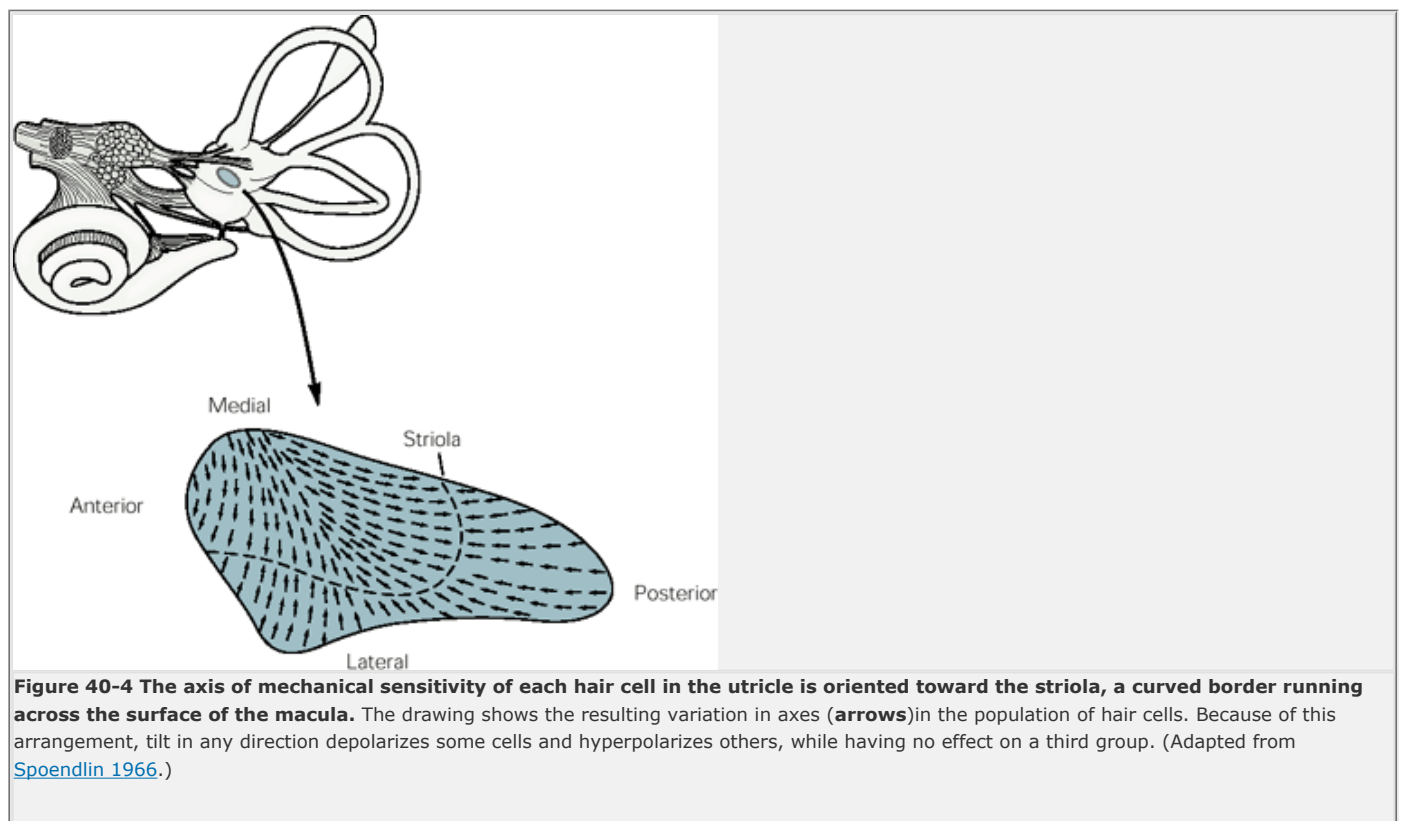 Medial
Striola
Anterior
Posterior
Lateral
Figure 40-4 The axis of mechanical sensitivity of each hair cell in the utricle is oriented toward the striola, a curved border running
across the surface of the macula. The drawing shows the resulting variation in axes (arrows)in the population of hair cells. Because of this
arrangement, tilt in any direction depolarizes some cells and hyperpolarizes others, while having no effect on a third group. (Adapted from
Spoendlin 1966.)